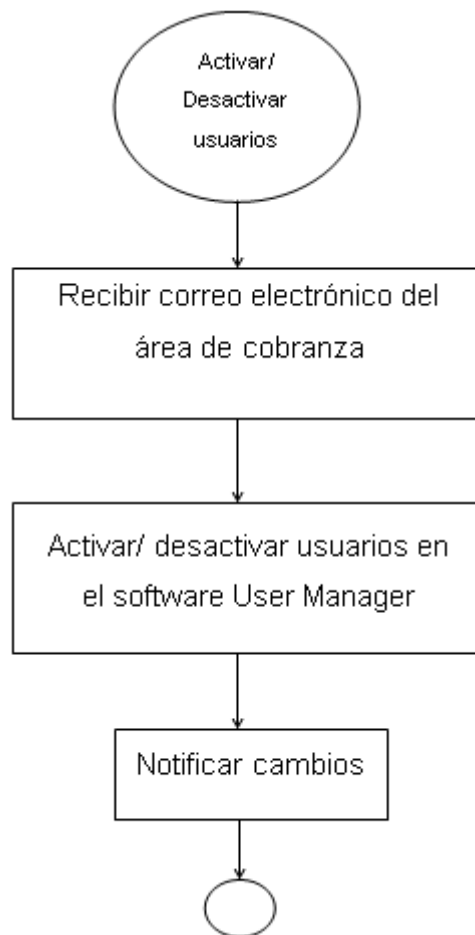 Activar/
Desactivar
usuarios
Recibir correo electrónico del
área de cobranza
Activar/ desactivar usuarios en
el software User Manager
Notificar cambios